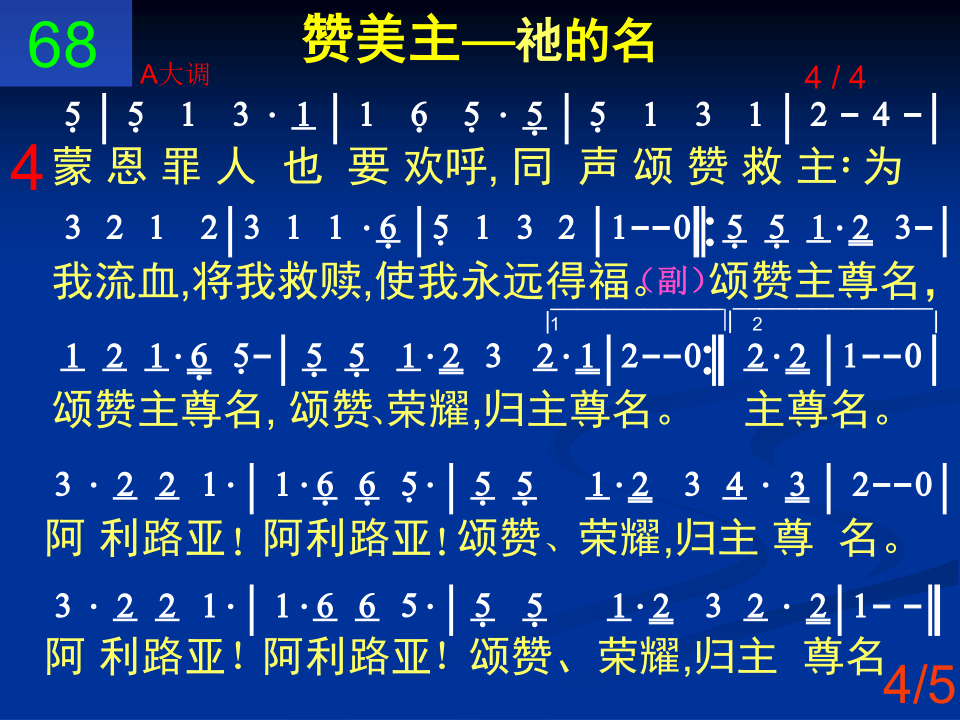 68
赞美主—祂的名
A大调
4 / 4
5 | 5 1 3 · 1 | 1 6 5 · 5 | 5 1 3 1 | 2 - 4 - |
4
蒙 恩 罪 人 也 要 欢呼, 同 声 颂 赞 救 主: 为
3 2 1 2 | 3 1 1 · 6 | 5 1 3 2 | 1--0 ‖: 5 5 1 · 2 3- |
我流血,将我救赎,使我永远得福。(副)颂赞主尊名,
1 2
1 2 1 · 6 5- | 5 5 1 · 2 3 2 · 1 | 2--0 :‖ 2 · 2 | 1--0 |
颂赞主尊名, 颂赞、荣耀,归主尊名。 主尊名。
3 · 2 2 1 · | 1 · 6 6 5 · | 5 5 1 · 2 3 4 · 3 | 2--0 |
阿 利路亚! 阿利路亚! 颂赞、荣耀,归主 尊 名。
3 · 2 2 1 · | 1 · 6 6 5 · | 5 5 1 · 2 3 2 · 2 | 1- - ‖
阿 利路亚! 阿利路亚! 颂赞、荣耀,归主 尊名
4/5